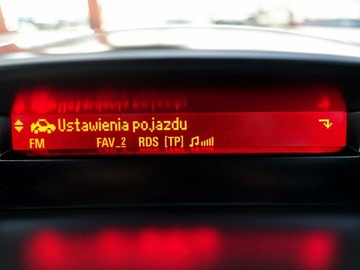 Ustawienia pojazdu
FM FAV_2 RDS [TP]